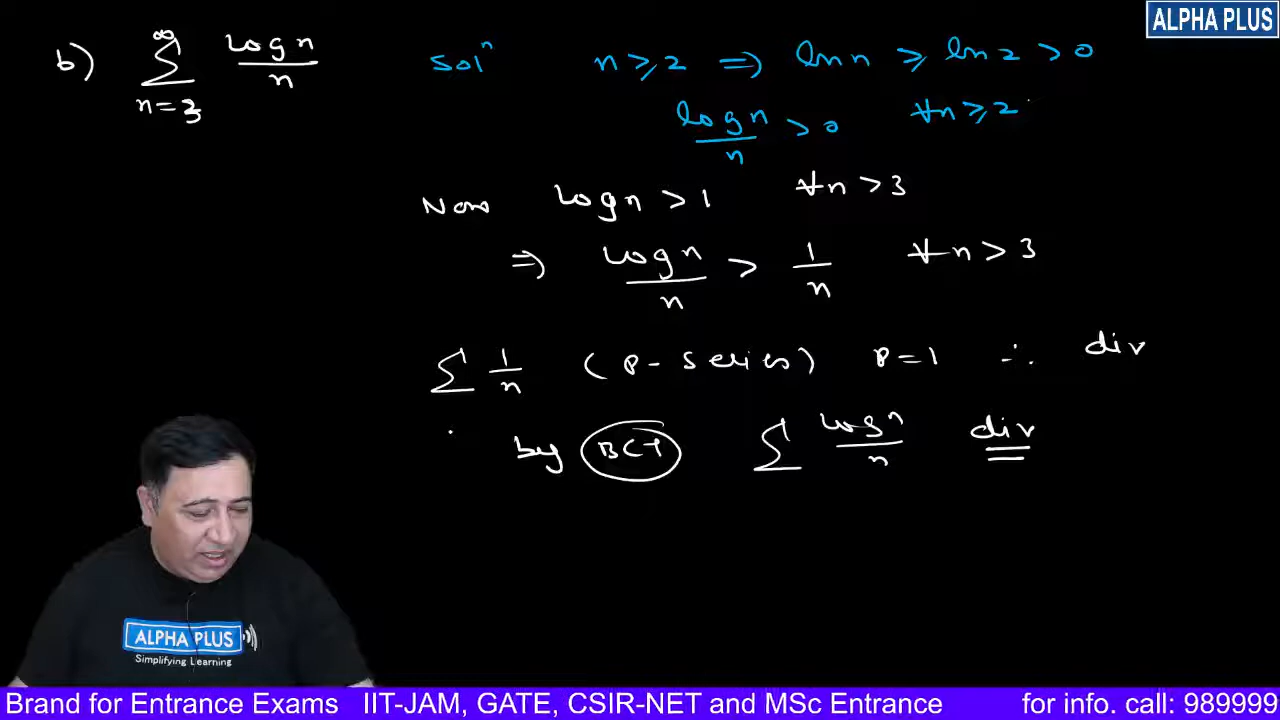 ALPHA PLUS
b) ∞ Σ n=3 log n / n
solⁿ n ≥ 2 ⇒ ln n ≥ ln 2 > 0
log n / n > 0 ∀n ≥ 2
Now log n > 1 ∀n > 3
⇒ log n / n > 1 / n ∀n > 3
Σ 1/n (P-series) P=1 ∴ div
by BCT Σ log n / n div
ALPHA PLUS
Simplifying Learning
Brand for Entrance Exams IIT-JAM, GATE, CSIR-NET and MSc Entrance for info. call: 989999